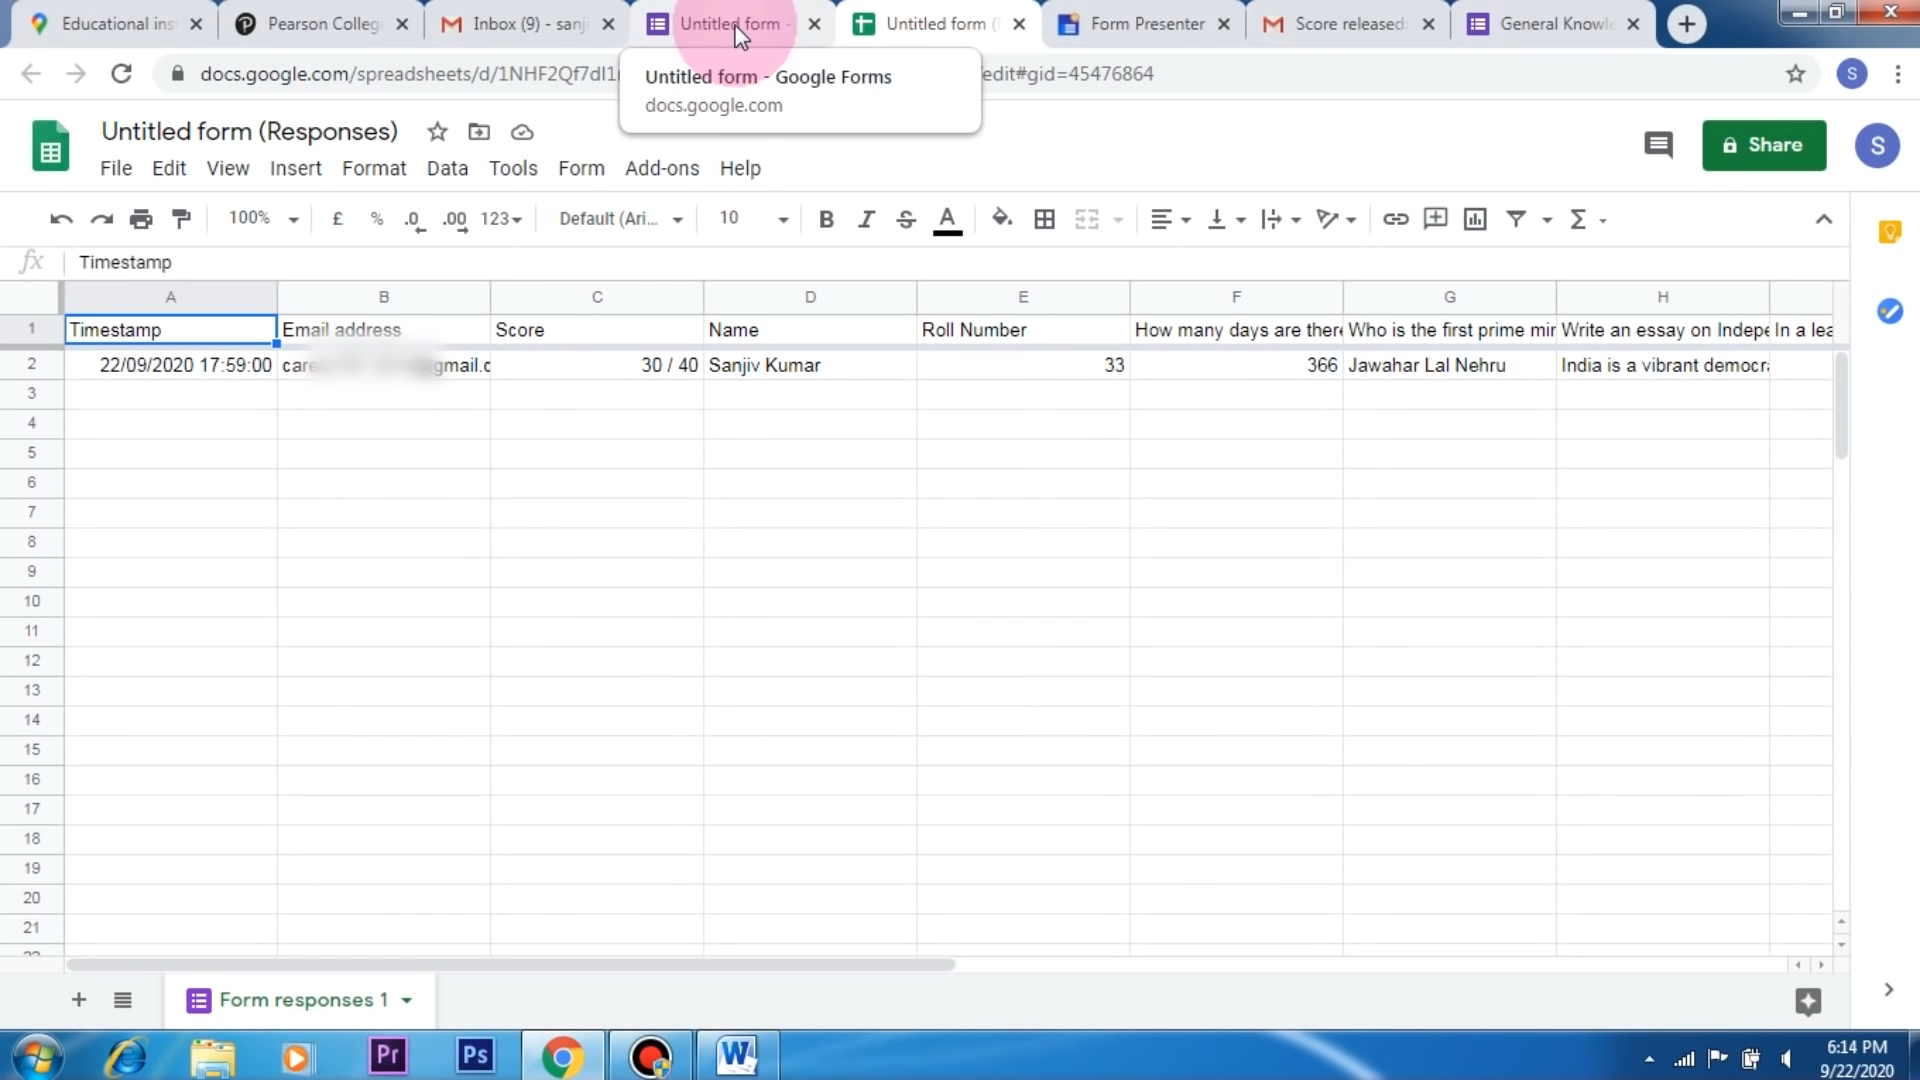 Educational ins
Pearson Colleg
Inbox (9) - sanj
Untitled form -
Untitled form (
Form Presenter
Score released:
General Knowl
docs.google.com/spreadsheets/d/1NHF2Qf7dI1
edit#gid=45476864
S
Untitled form - Google Forms
docs.google.com
Untitled form (Responses)
Share
S
File Edit View Insert Format Data Tools Form Add-ons Help
100% £ % .0 .00 123 Default (Ari... 10 B I S A Σ
fx Timestamp
A B C D E F G H
1 Timestamp Email address Score Name Roll Number How many days are there Who is the first prime mir Write an essay on Indepe In a lea
2 22/09/2020 17:59:00 gmail.c 30 / 40 Sanjiv Kumar 33 366 Jawahar Lal Nehru India is a vibrant democra
3
4
5
6
7
8
9
10
11
12
13
14
15
16
17
18
19
20
21
22
Form responses 1
Pr Ps W
6:14 PM
9/22/2020